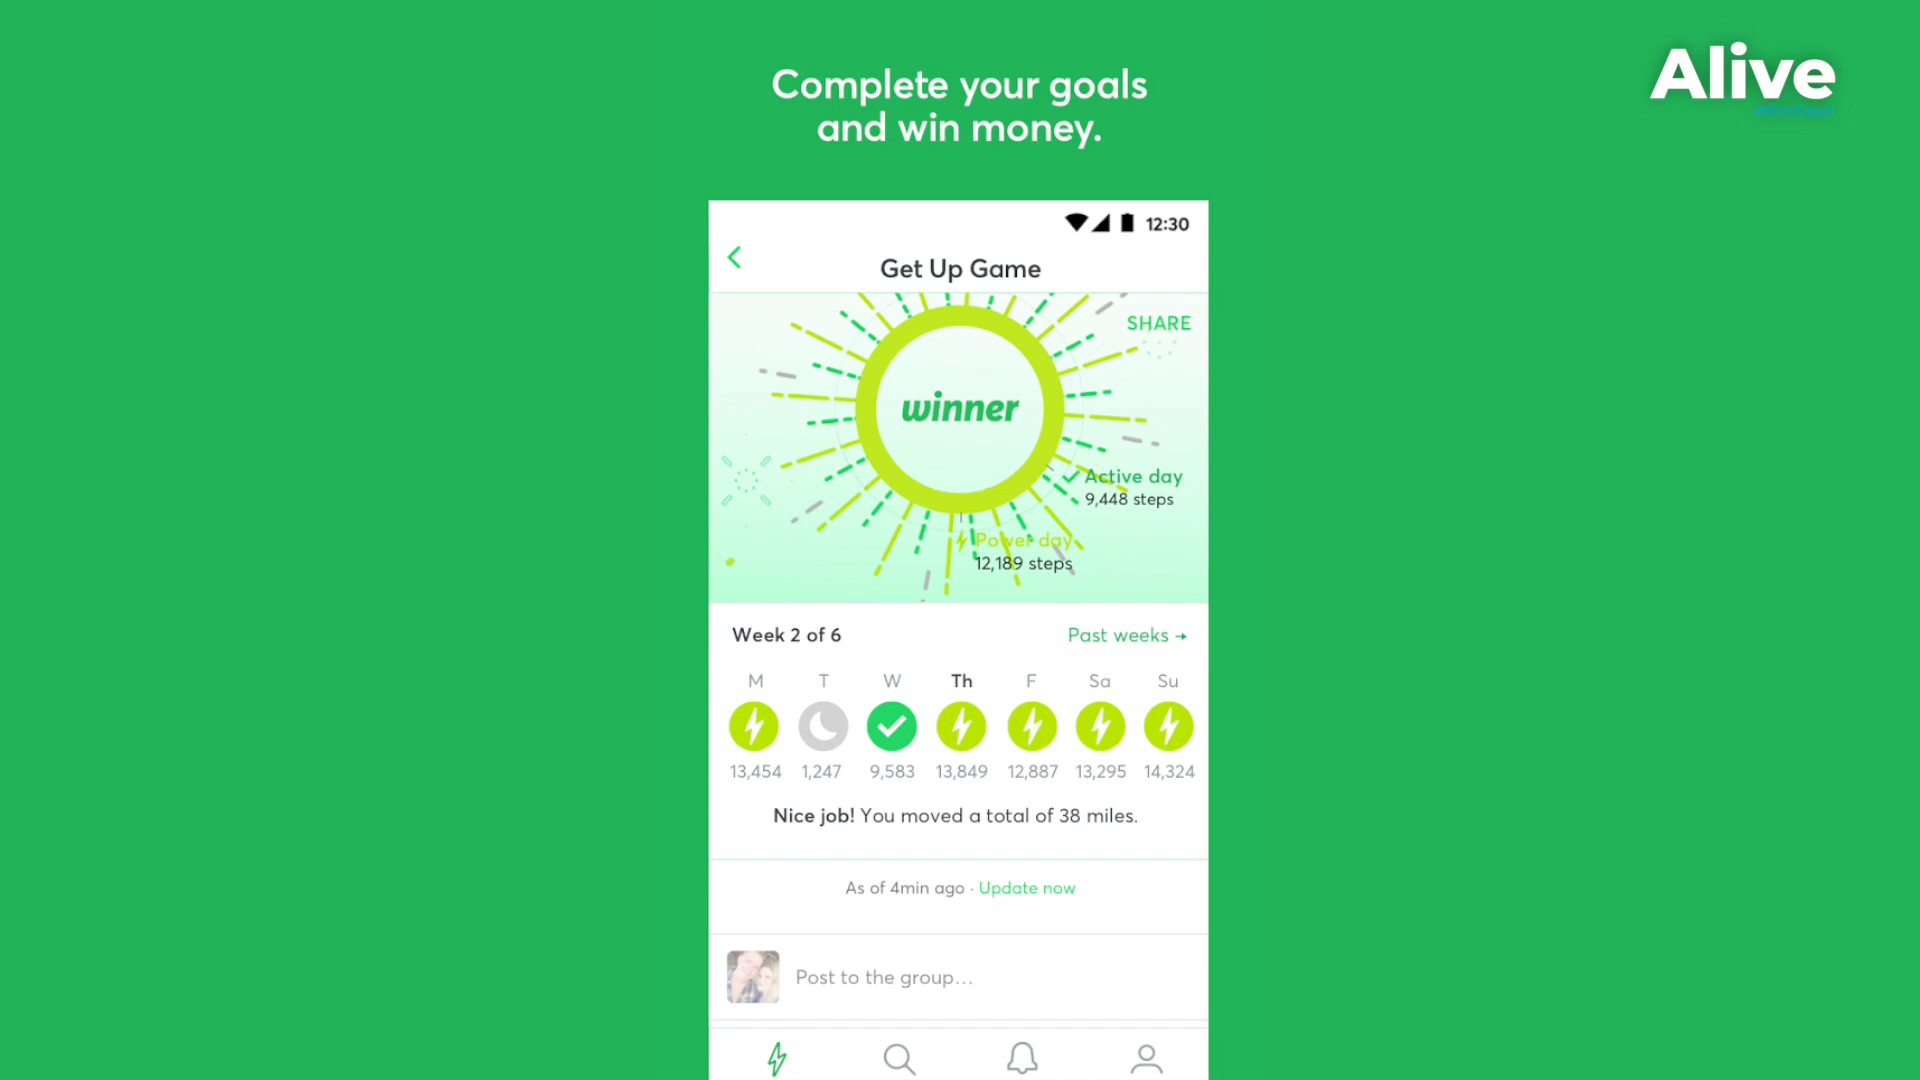 Complete your goals
and win money.
Alive
12:30
Get Up Game
SHARE
winner
Active day
9,448 steps
Power day
12,189 steps
Week 2 of 6
Past weeks →
M T W Th F Sa Su
13,454 1,247 9,583 13,849 12,887 13,295 14,324
Nice job! You moved a total of 38 miles.
As of 4min ago · Update now
Post to the group...